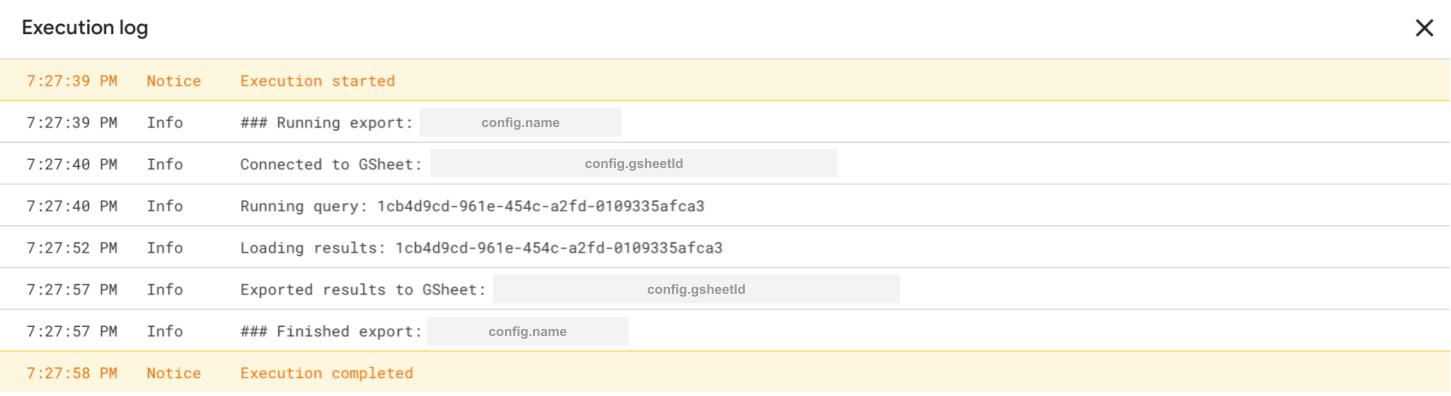 Execution log
7:27:39 PM Notice Execution started
7:27:39 PM Info ### Running export: config.name
7:27:40 PM Info Connected to GSheet: config.gsheetId
7:27:40 PM Info Running query: 1cb4d9cd-961e-454c-a2fd-0109335afca3
7:27:52 PM Info Loading results: 1cb4d9cd-961e-454c-a2fd-0109335afca3
7:27:57 PM Info Exported results to GSheet: config.gsheetId
7:27:57 PM Info ### Finished export: config.name
7:27:58 PM Notice Execution completed